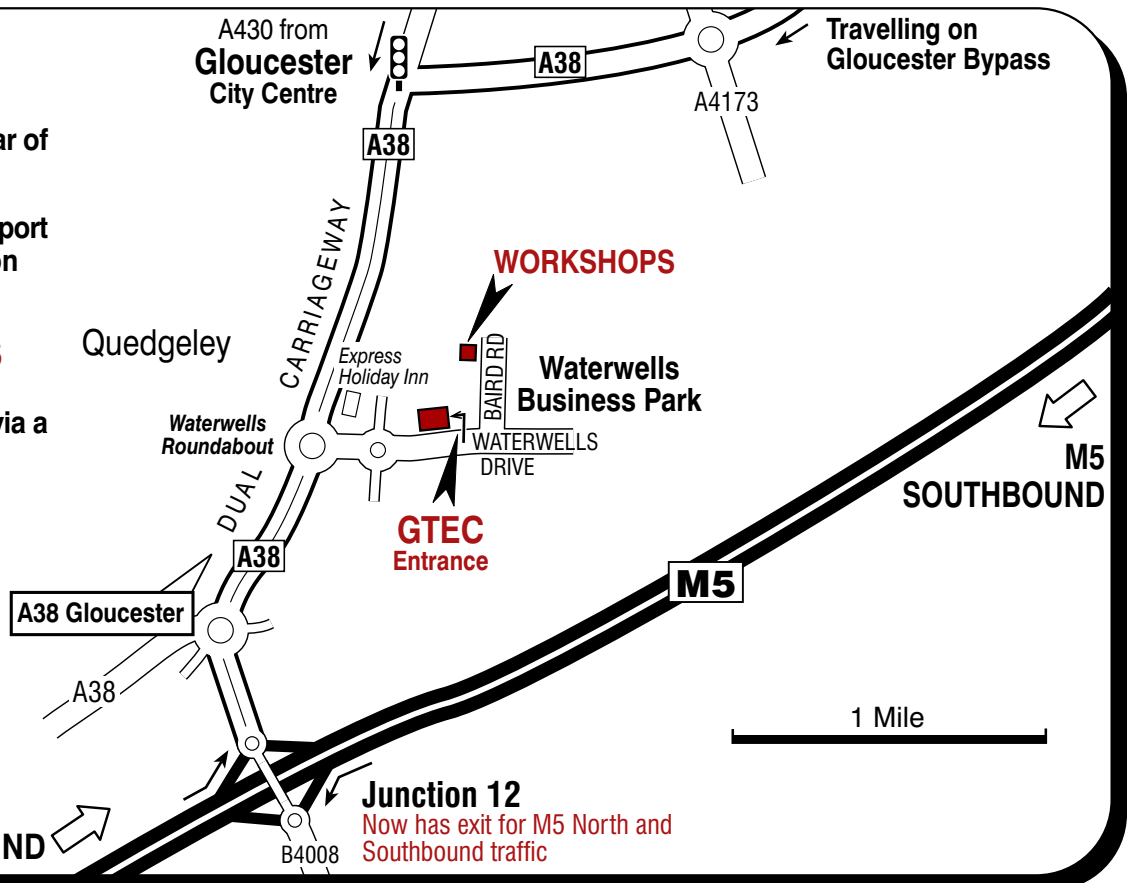 A430 from
Gloucester
City Centre
A38
Travelling on
Gloucester Bypass
A4173
A38
ar of
port
on
WORKSHOPS
DUAL CARRIAGEWAY
Quedgeley
Express
Holiday Inn
BAIRD RD
Waterwells
Business Park
via a
Waterwells
Roundabout
WATERWELLS
DRIVE
M5
SOUTHBOUND
GTEC
Entrance
A38
M5
A38 Gloucester
A38
1 Mile
Junction 12
Now has exit for M5 North and
Southbound traffic
ND
B4008